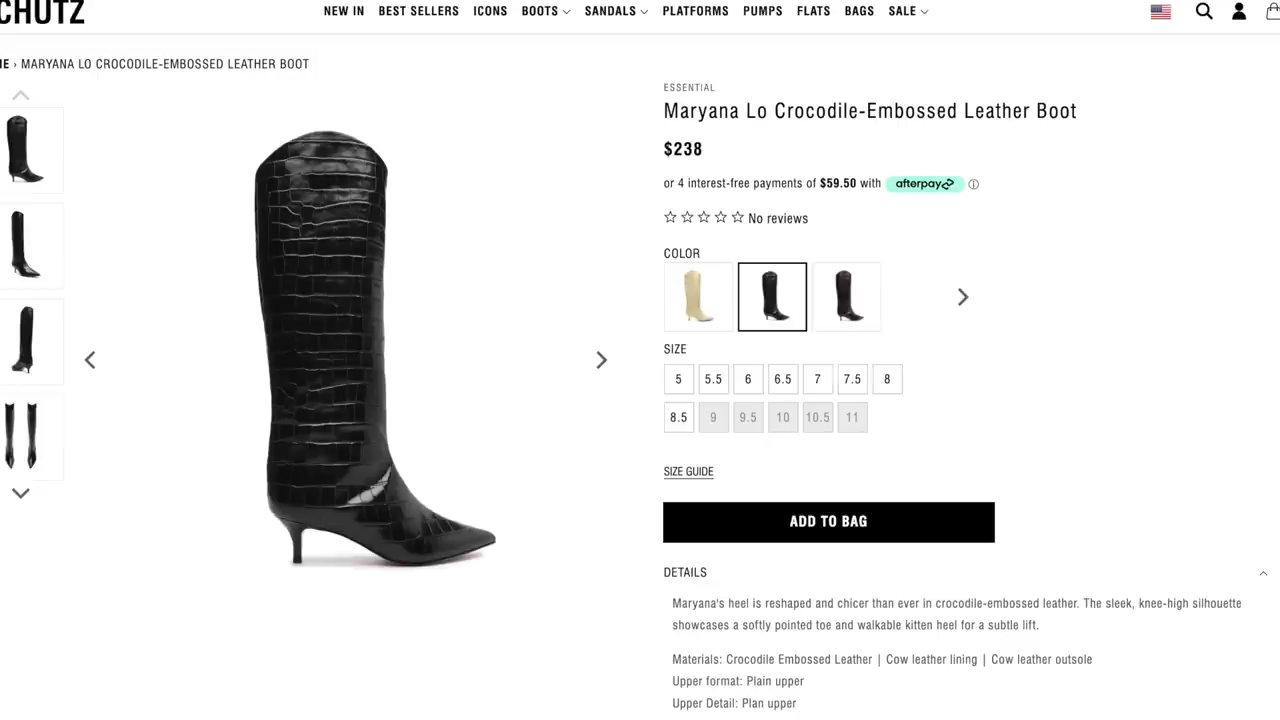 CHUTZ
NEW IN BEST SELLERS ICONS BOOTS SANDALS PLATFORMS PUMPS FLATS BAGS SALE
ME › MARYANA LO CROCODILE-EMBOSSED LEATHER BOOT
ESSENTIAL
Maryana Lo Crocodile-Embossed Leather Boot
$238
or 4 interest-free payments of $59.50 with afterpay
No reviews
COLOR
SIZE
5 5.5 6 6.5 7 7.5 8
8.5 9 9.5 10 10.5 11
SIZE GUIDE
ADD TO BAG
DETAILS
Maryana's heel is reshaped and chicer than ever in crocodile-embossed leather. The sleek, knee-high silhouette
showcases a softly pointed toe and walkable kitten heel for a subtle lift.
Materials: Crocodile Embossed Leather | Cow leather lining | Cow leather outsole
Upper format: Plain upper
Upper Detail: Plan upper